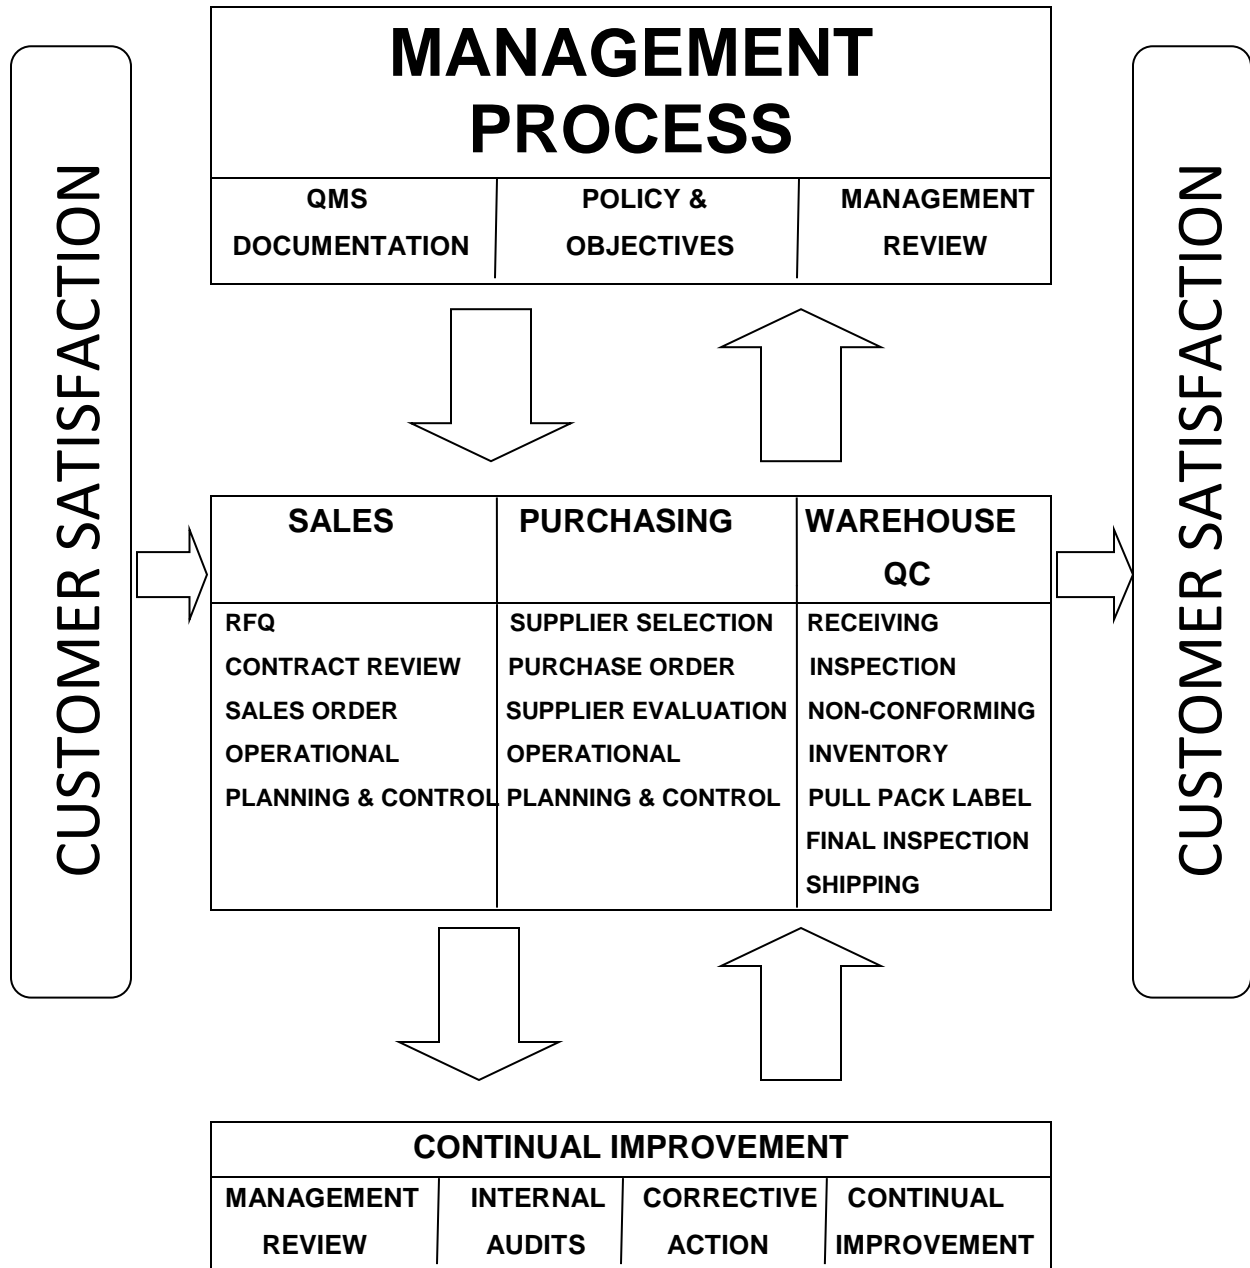 CUSTOMER SATISFACTION
MANAGEMENT
PROCESS
QMS
DOCUMENTATION
POLICY &
OBJECTIVES
MANAGEMENT
REVIEW
SALES
RFQ
CONTRACT REVIEW
SALES ORDER
OPERATIONAL
PLANNING & CONTROL
PURCHASING
SUPPLIER SELECTION
PURCHASE ORDER
SUPPLIER EVALUATION
OPERATIONAL
PLANNING & CONTROL
WAREHOUSE
QC
RECEIVING
INSPECTION
NON-CONFORMING
INVENTORY
PULL PACK LABEL
FINAL INSPECTION
SHIPPING
CONTINUAL IMPROVEMENT
MANAGEMENT
REVIEW
INTERNAL
AUDITS
CORRECTIVE
ACTION
CONTINUAL
IMPROVEMENT
CUSTOMER SATISFACTION